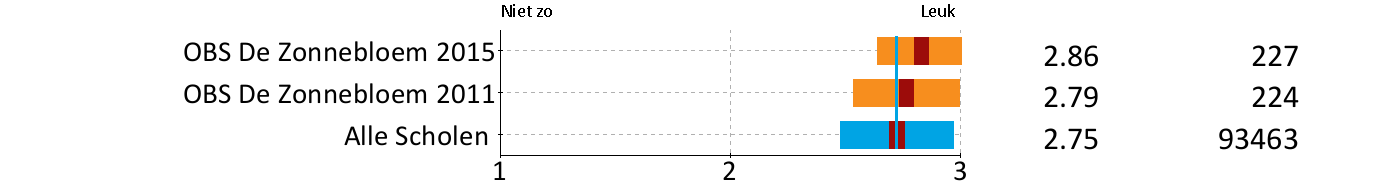 Niet zo Leuk
OBS De Zonnebloem 2015 2.86 227
OBS De Zonnebloem 2011 2.79 224
Alle Scholen 2.75 93463
1 2 3